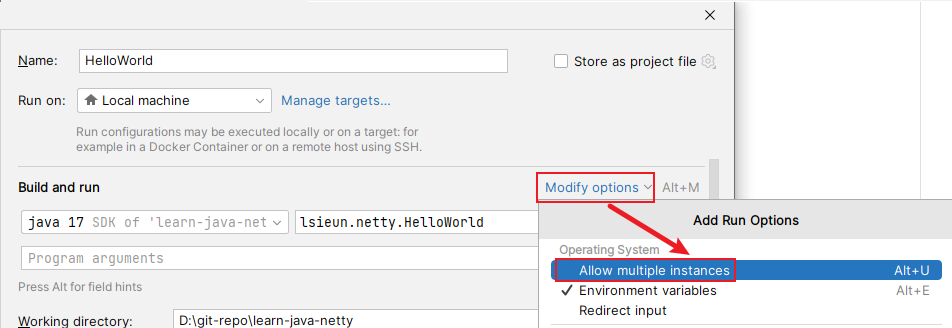 Name: HelloWorld Store as project file
Run on: Local machine Manage targets...
Run configurations may be executed locally or on a target: for
example in a Docker Container or on a remote host using SSH.
Build and run Modify options Alt+M
java 17 SDK of 'learn-java-net lsieun.netty.HelloWorld
Program arguments
Press Alt for field hints
Working directory: D:\git-repo\learn-java-netty
Add Run Options
Operating System
Allow multiple instances Alt+U
Environment variables Alt+E
Redirect input